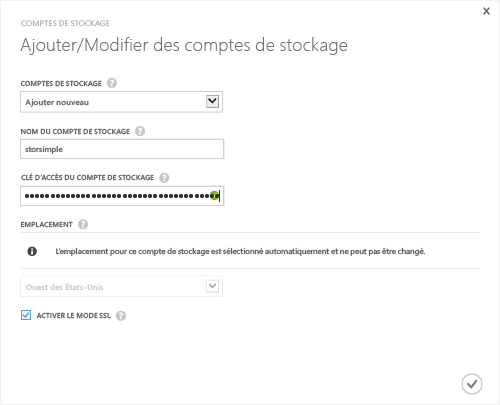 COMPTES DE STOCKAGE
Ajouter/Modifier des comptes de stockage
COMPTES DE STOCKAGE ?
Ajouter nouveau
NOM DU COMPTE DE STOCKAGE ?
storsimple
CLÉ D'ACCÈS DU COMPTE DE STOCKAGE ?
EMPLACEMENT ?
L'emplacement pour ce compte de stockage est sélectionné automatiquement et ne peut pas être changé.
Ouest des États-Unis
ACTIVER LE MODE SSL ?